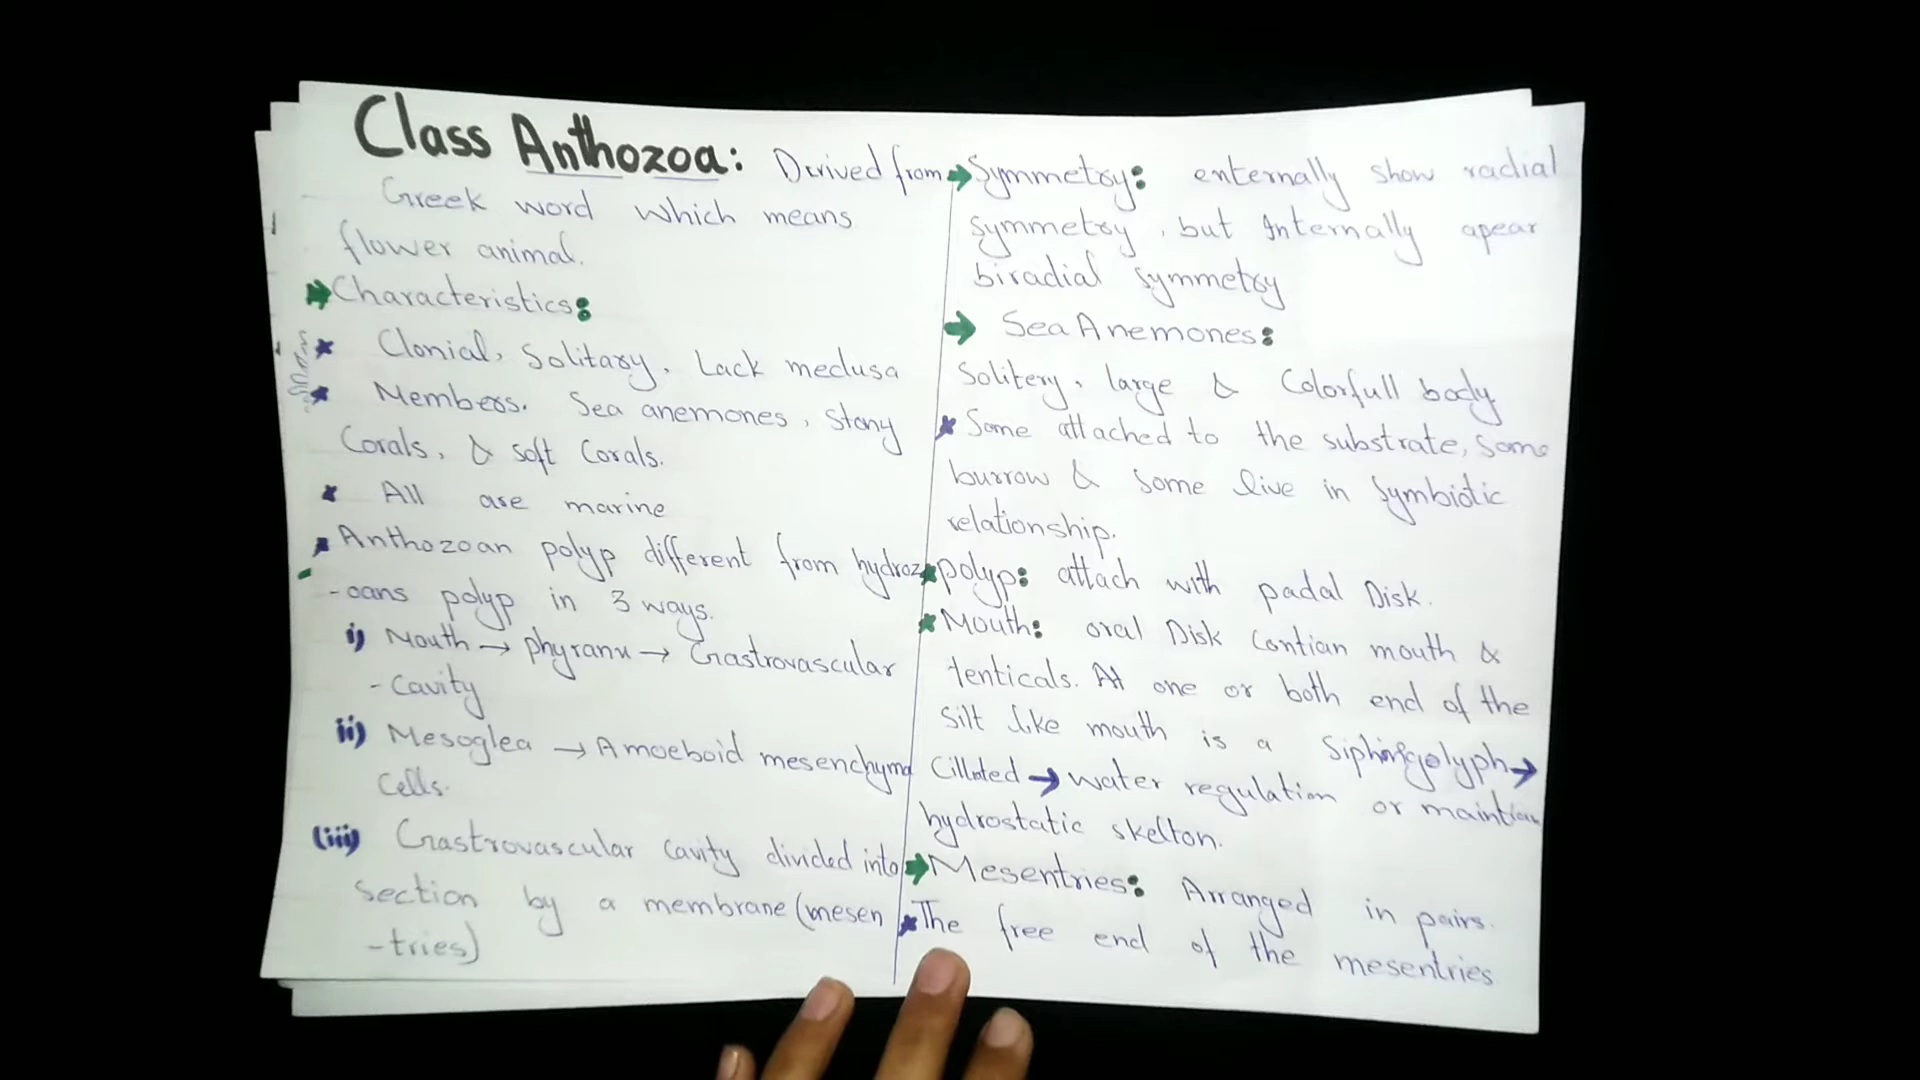 Class Anthozoa: Derived from
Greek word which means
flower animal.
Characteristics:
Clonial, Solitary, Lack medusa
Members. Sea anemones, Stony
Corals, & soft Corals.
All are marine
Anthozoan polyp different from hydroz
-oans polyp in 3 ways.
i) Mouth → phyranx → Gastrovascular
- Cavity
ii) Mesoglea → Amoeboid mesenchyma
Cells.
(iii) Gastrovascular Cavity divided into
Section by a membrane (mesen
-tries)
Symmetry: enternally show radial
symmetry, but Internally apear
biradial symmetry
Sea Anemones:
Solitery, large & Colorfull body
Some attached to the substrate, Some
burrow & some live in Symbiotic
relationship.
polyp: attach with padal Disk.
Mouth: oral Disk Contian mouth &
tenticals. At one or both end of the
Silt like mouth is a →
Cillated → water regulation or maintian
hydrostatic skelton.
Mesentries: Arranged in pairs.
The free end of the mesentries